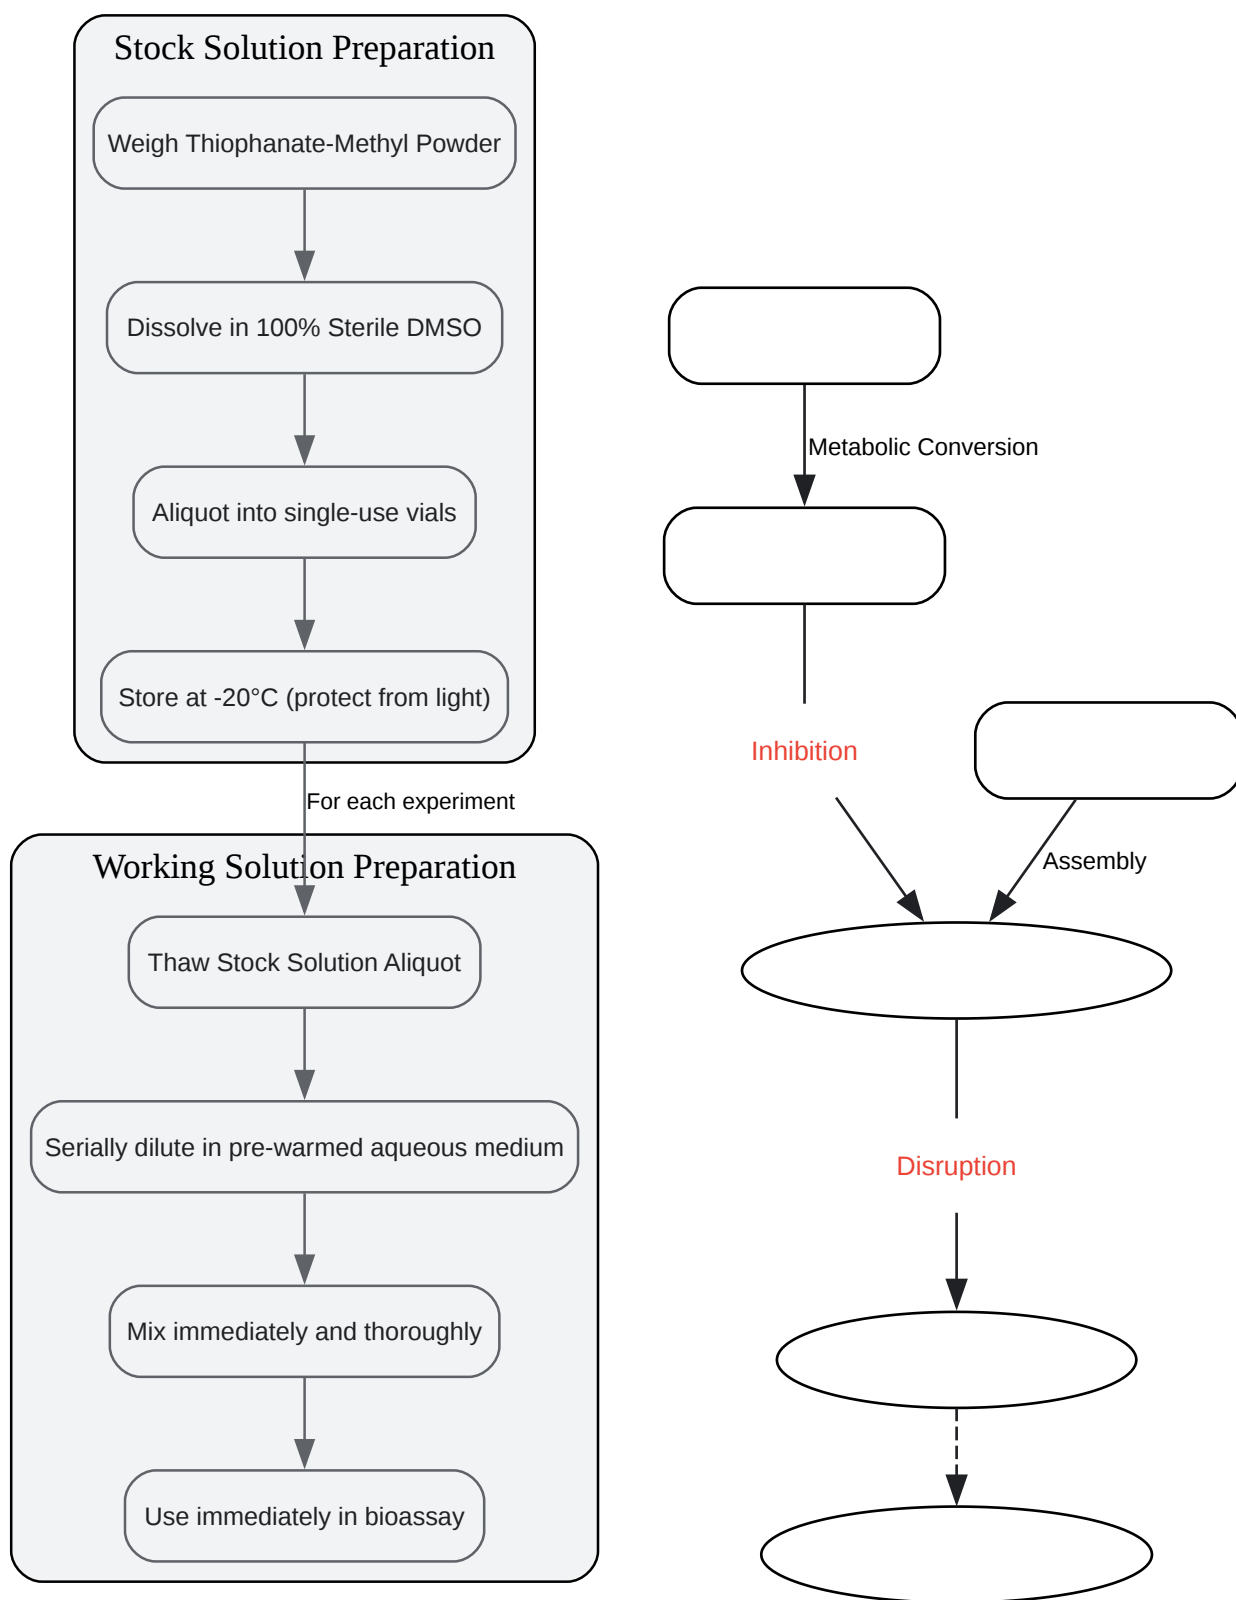 Stock Solution Preparation
Weigh Thiophanate-Methyl Powder
Dissolve in 100% Sterile DMSO
Aliquot into single-use vials
Store at -20°C (protect from light)
For each experiment
Working Solution Preparation
Thaw Stock Solution Aliquot
Serially dilute in pre-warmed aqueous medium
Mix immediately and thoroughly
Use immediately in bioassay
Metabolic Conversion
Inhibition
Assembly
Disruption